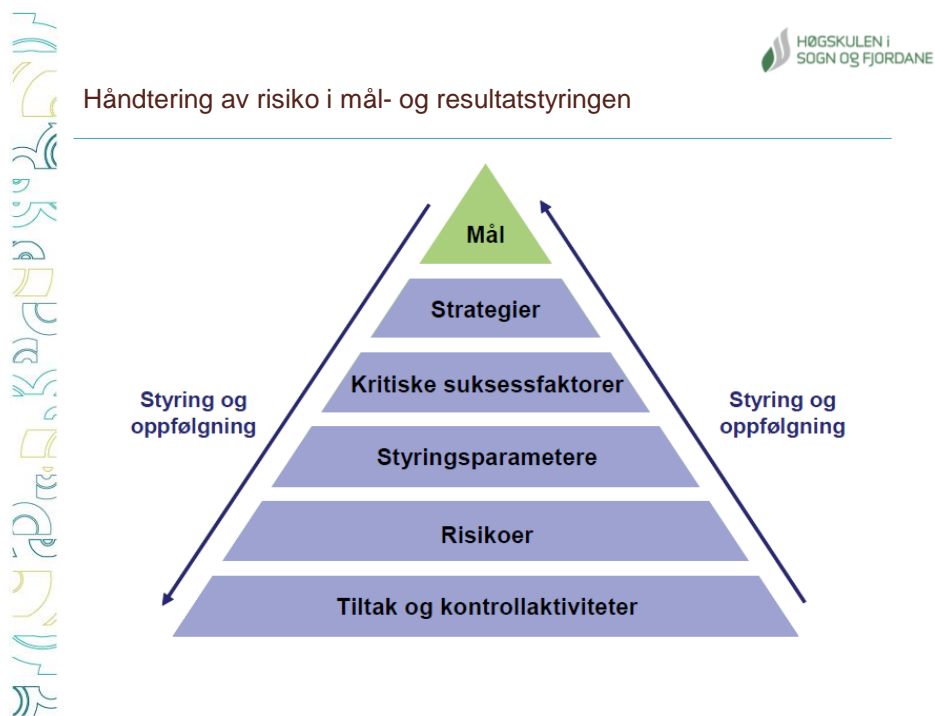 HØGSKULEN i
SOGN OG FJORDANE
Håndtering av risiko i mål- og resultatstyringen
Mål
Strategier
Kritiske suksessfaktorer
Styring og
oppfølgning
Styring og
oppfølgning
Styringsparametere
Risikoer
Tiltak og kontrollaktiviteter